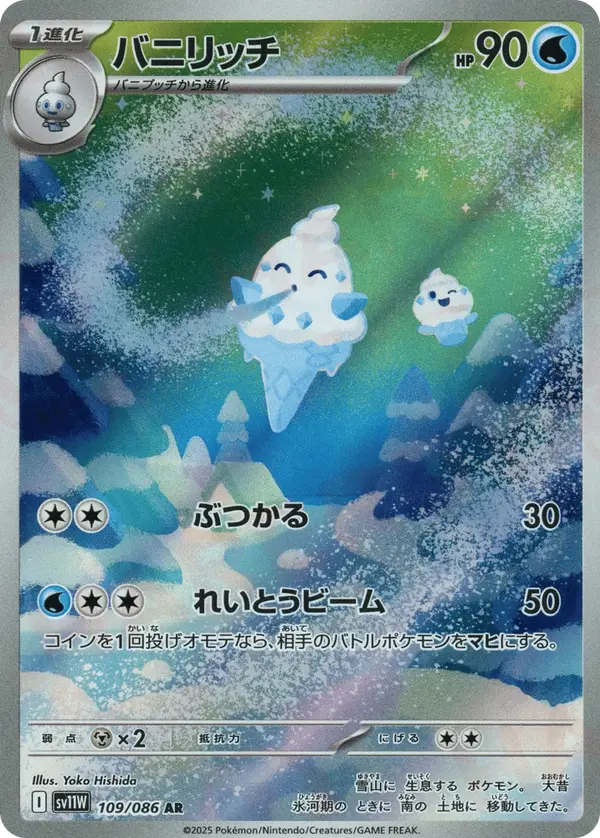 1進化
バニリッチ
HP90
バニプッチから進化
ぶつかる 30
れいとうビーム 50
コインを1回投げオモテなら、相手のバトルポケモンをマヒにする。
弱点 ×2 抵抗力 にげる
Illus. Yoko Hishida
雪山に 生息する ポケモン。 大昔
I sv11W 109/086 AR
氷河期の ときに 南の 土地に 移動してきた。
©2025 Pokémon/Nintendo/Creatures/GAME FREAK.